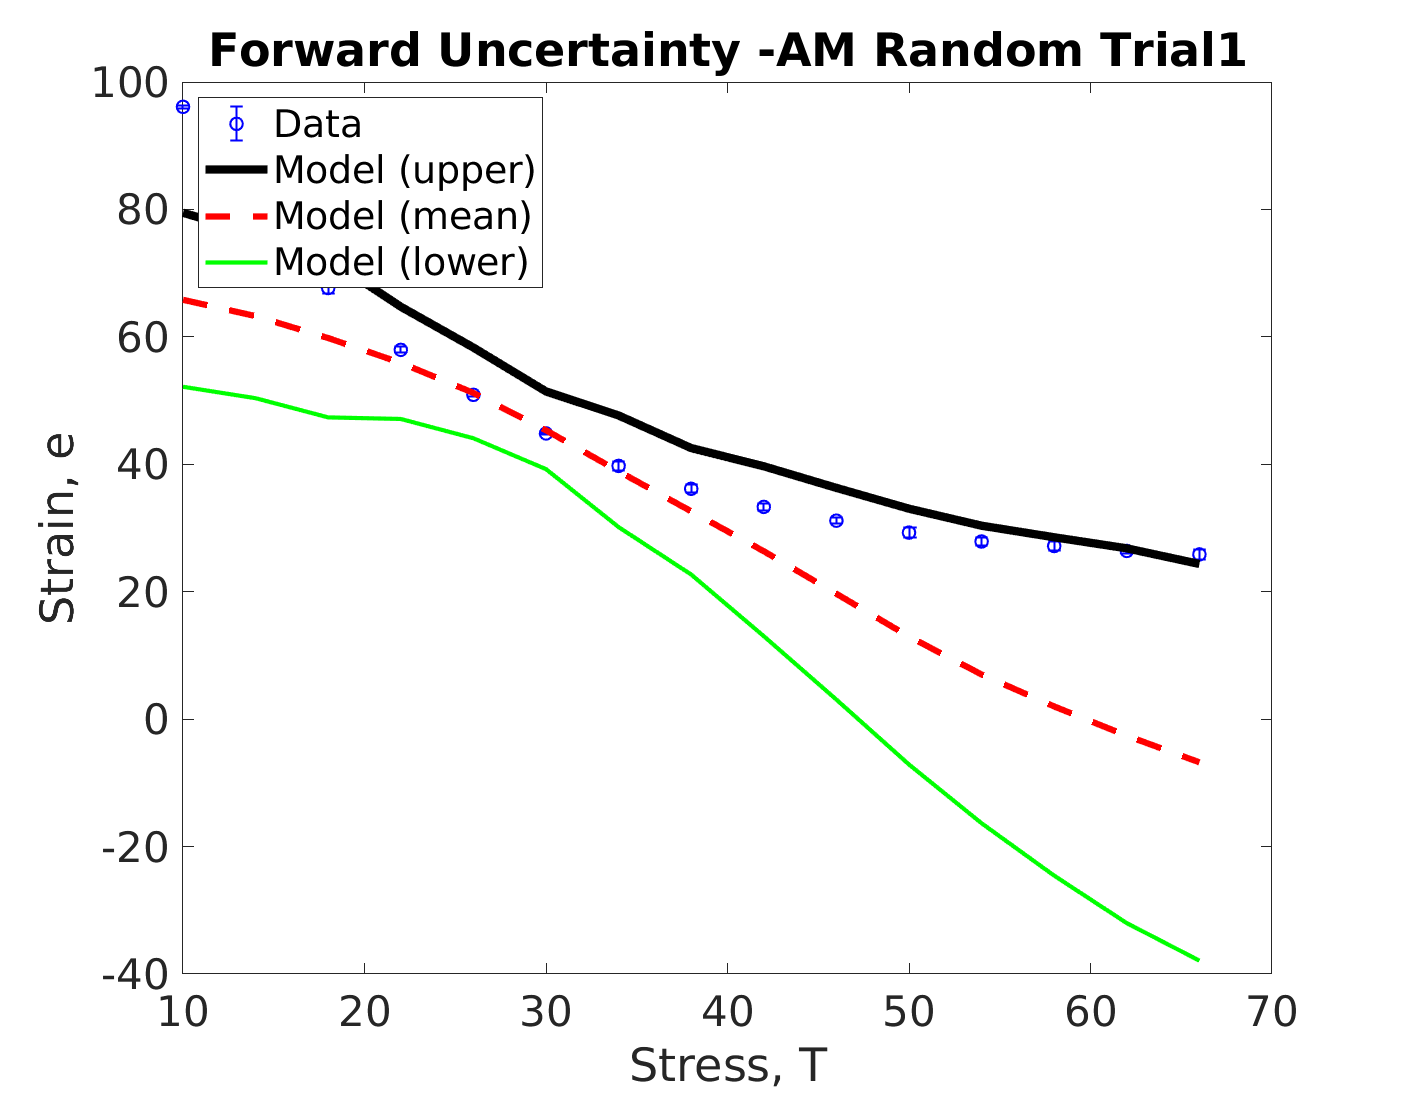 Forward Uncertainty -AM Random Trial1
100
80
60
40
20
0
-20
-40
Strain, e
Data
Model (upper)
Model (mean)
Model (lower)
10 20 30 40 50 60 70
Stress, T